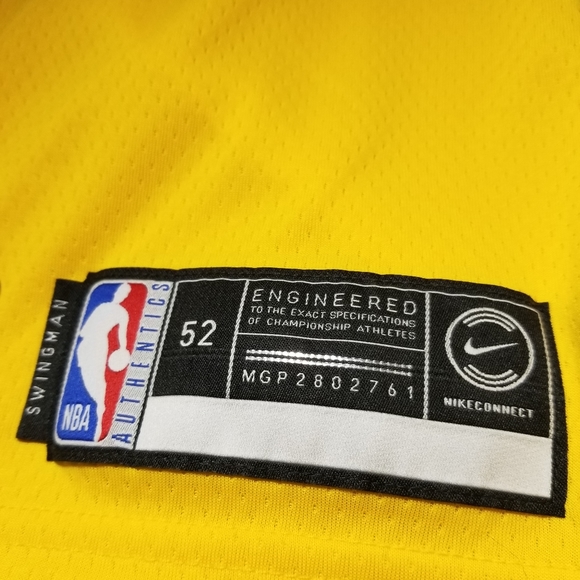 SWINGMAN
NBA
AUTHENTICS
52
ENGINEERED
TO THE EXACT SPECIFICATIONS
OF CHAMPIONSHIP ATHLETES
MGP2802761
NIKECONNECT